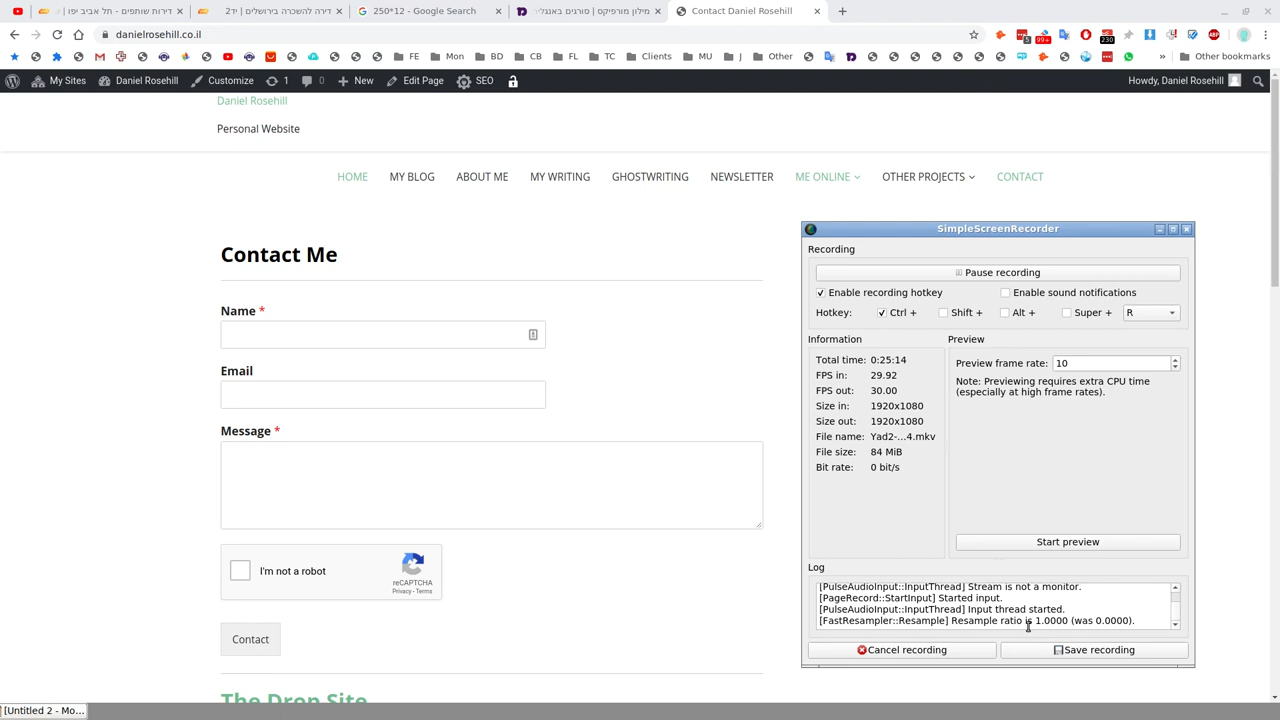 דירות שותפים - תל אביב יפו | יד
דירה להשכרה בירושלים | יד2
250*12 - Google Search
מילון מורפיקס | סורגים באנגלי
Contact Daniel Rosehill
danielrosehill.co.il
5
99+
230
ABP
FE
Mon
BD
CB
FL
TC
Clients
MU
J
Other
Other bookmarks
My Sites
Daniel Rosehill
Customize
1
0
New
Edit Page
SEO
Howdy, Daniel Rosehill
Daniel Rosehill
Personal Website
HOME
MY BLOG
ABOUT ME
MY WRITING
GHOSTWRITING
NEWSLETTER
ME ONLINE
OTHER PROJECTS
CONTACT
Contact Me
Name *
Email
Message *
I'm not a robot
reCAPTCHA
Privacy - Terms
Contact
The Drop Site
SimpleScreenRecorder
Recording
Pause recording
Enable recording hotkey
Enable sound notifications
Hotkey: Ctrl + Shift + Alt + Super + R
Information
Total time: 0:25:14
FPS in: 29.92
FPS out: 30.00
Size in: 1920x1080
Size out: 1920x1080
File name: Yad2-...4.mkv
File size: 84 MiB
Bit rate: 0 bit/s
Preview
Preview frame rate: 10
Note: Previewing requires extra CPU time
(especially at high frame rates).
Start preview
Log
[PulseAudioInput::InputThread] Stream is not a monitor.
[PageRecord::StartInput] Started input.
[PulseAudioInput::InputThread] Input thread started.
[FastResampler::Resample] Resample ratio is 1.0000 (was 0.0000).
Cancel recording
Save recording
[Untitled 2 - Mo...